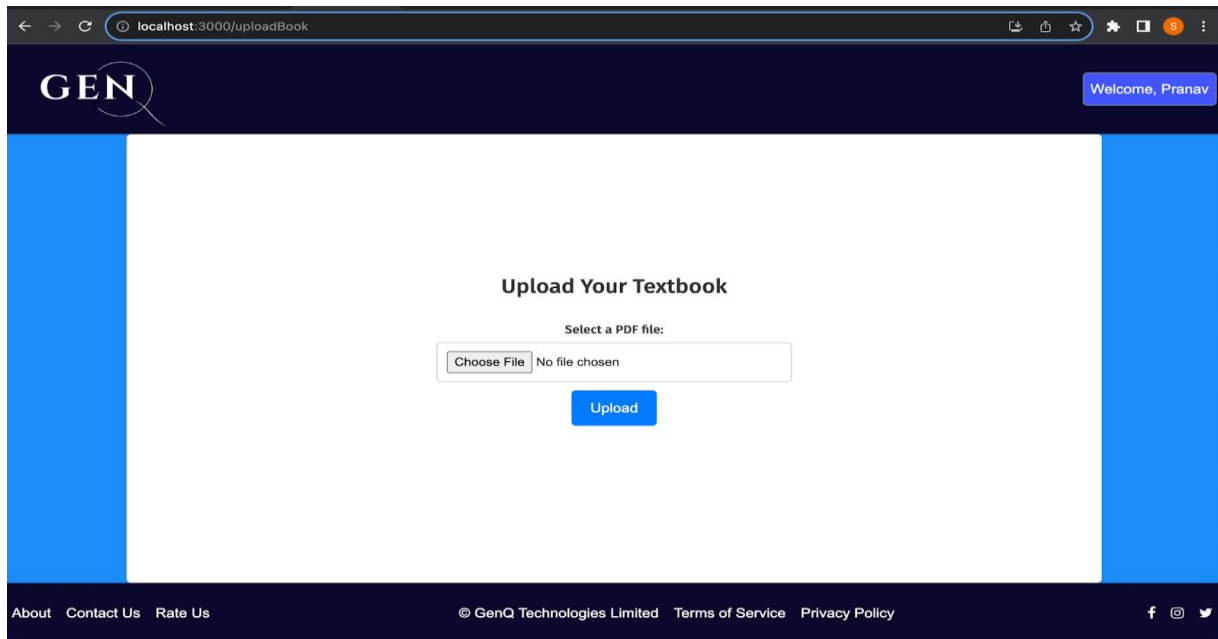 localhost:3000/uploadBook
S
GENQ
Welcome, Pranav
Upload Your Textbook
Select a PDF file:
Choose File No file chosen
Upload
About Contact Us Rate Us © GenQ Technologies Limited Terms of Service Privacy Policy